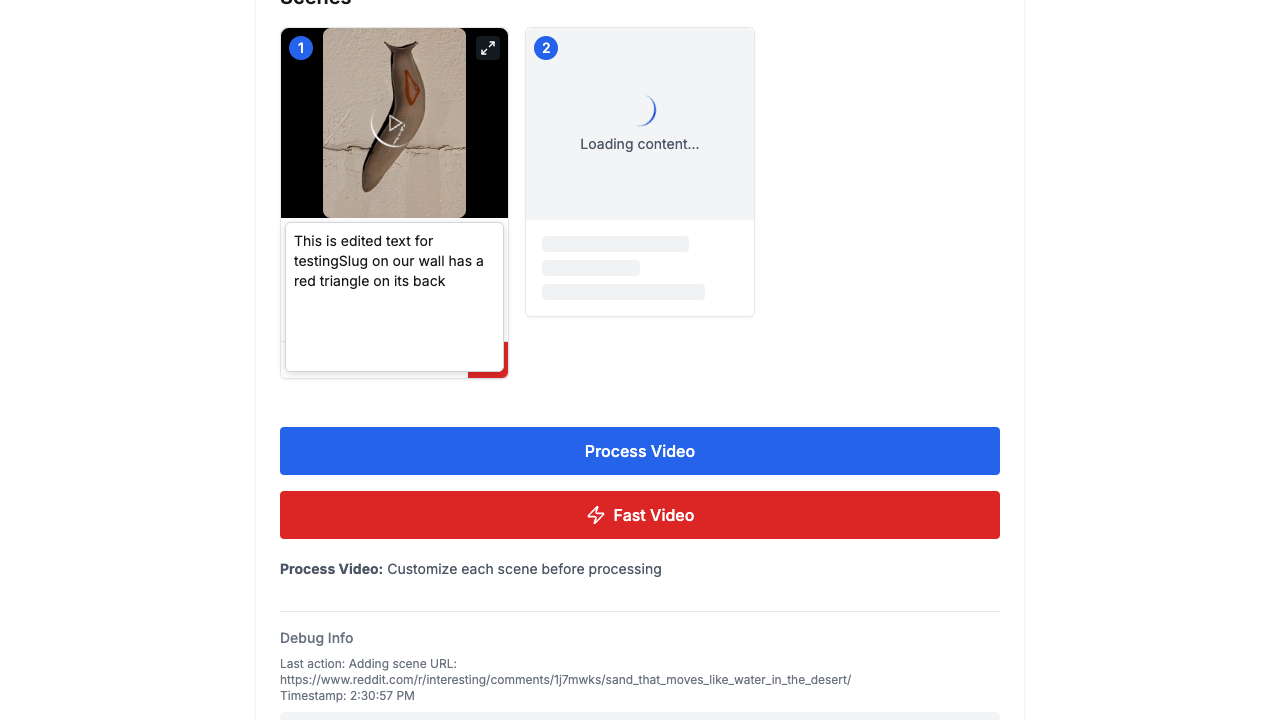 Scenes
1
2
Loading content...
This is edited text for
testingSlug on our wall has a
red triangle on its back
Process Video
Fast Video
Process Video: Customize each scene before processing
Debug Info
Last action: Adding scene URL:
https://www.reddit.com/r/interesting/comments/1j7mwks/sand_that_moves_like_water_in_the_desert/
Timestamp: 2:30:57 PM